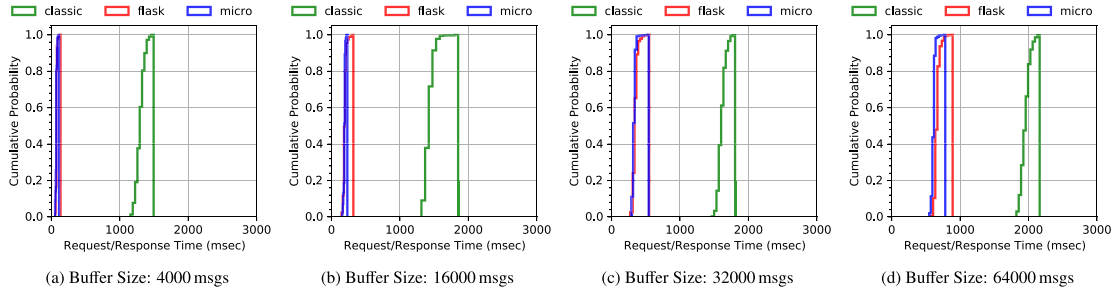 classic flask micro
Cumulative Probability
1.0
0.8
0.6
0.4
0.2
0.0
0 1000 2000 3000
Request/Response Time (msec)
(a) Buffer Size: 4000 msgs
classic flask micro
Cumulative Probability
1.0
0.8
0.6
0.4
0.2
0.0
0 1000 2000 3000
Request/Response Time (msec)
(b) Buffer Size: 16000 msgs
classic flask micro
Cumulative Probability
1.0
0.8
0.6
0.4
0.2
0.0
0 1000 2000 3000
Request/Response Time (msec)
(c) Buffer Size: 32000 msgs
classic flask micro
Cumulative Probability
1.0
0.8
0.6
0.4
0.2
0.0
0 1000 2000 3000
Request/Response Time (msec)
(d) Buffer Size: 64000 msgs